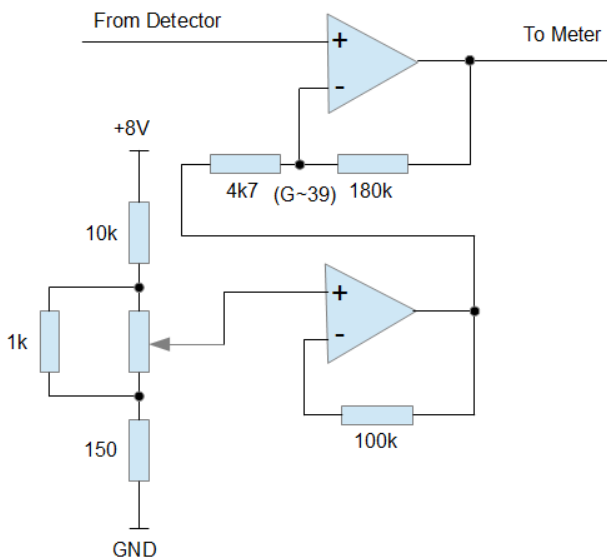 From Detector
To Meter
+
-
+8V
4k7
(G~39)
180k
10k
+
-
1k
100k
150
GND